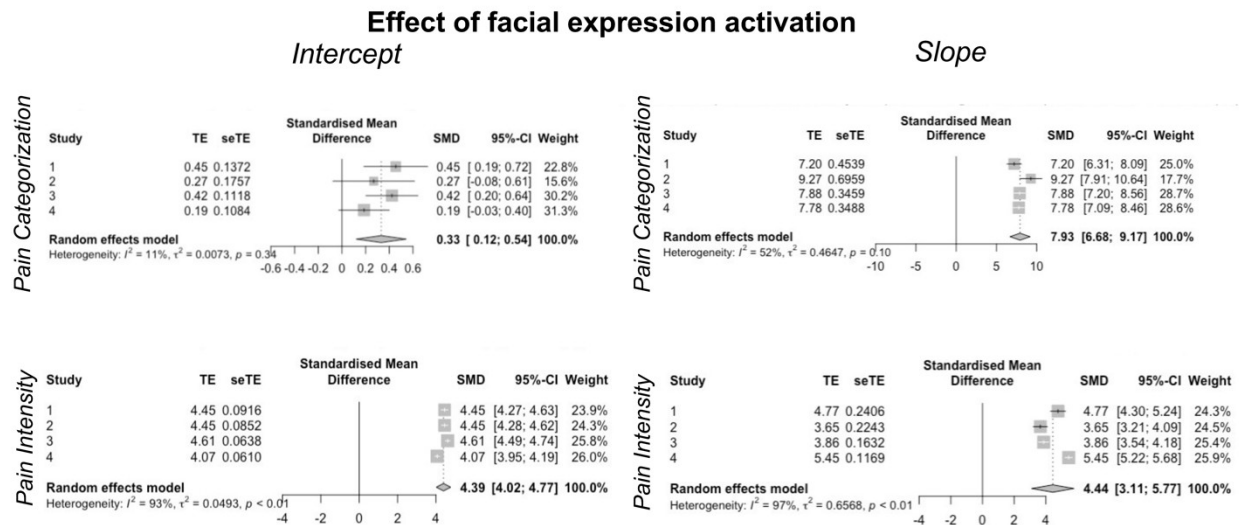 Effect of facial expression activation
Intercept
Slope
Pain Categorization
Standardised Mean
Study TE seTE Difference SMD 95%-CI Weight
1 0.45 0.1372 0.45 [ 0.19; 0.72] 22.8%
2 0.27 0.1757 0.27 [-0.08; 0.61] 15.6%
3 0.42 0.1118 0.42 [ 0.20; 0.64] 30.2%
4 0.19 0.1084 0.19 [-0.03; 0.40] 31.3%
Random effects model 0.33 [ 0.12; 0.54] 100.0%
Heterogeneity: I² = 11%, τ² = 0.0073, p = 0.34
-0.6 -0.4 -0.2 0 0.2 0.4 0.6
Pain Categorization
Standardised Mean
Study TE seTE Difference SMD 95%-CI Weight
1 7.20 0.4539 7.20 [6.31; 8.09] 25.0%
2 9.27 0.6959 9.27 [7.91; 10.64] 17.7%
3 7.88 0.3459 7.88 [7.20; 8.56] 28.7%
4 7.78 0.3488 7.78 [7.09; 8.46] 28.6%
Random effects model 7.93 [6.68; 9.17] 100.0%
Heterogeneity: I² = 52%, τ² = 0.4647, p = 0.10
-10 -5 0 5 10
Pain Intensity
Standardised Mean
Study TE seTE Difference SMD 95%-CI Weight
1 4.45 0.0916 4.45 [4.27; 4.63] 23.9%
2 4.45 0.0852 4.45 [4.28; 4.62] 24.3%
3 4.61 0.0638 4.61 [4.49; 4.74] 25.8%
4 4.07 0.0610 4.07 [3.95; 4.19] 26.0%
Random effects model 4.39 [4.02; 4.77] 100.0%
Heterogeneity: I² = 93%, τ² = 0.0493, p < 0.01
-4 -2 0 2 4
Pain Intensity
Standardised Mean
Study TE seTE Difference SMD 95%-CI Weight
1 4.77 0.2406 4.77 [4.30; 5.24] 24.3%
2 3.65 0.2243 3.65 [3.21; 4.09] 24.5%
3 3.86 0.1632 3.86 [3.54; 4.18] 25.4%
4 5.45 0.1169 5.45 [5.22; 5.68] 25.9%
Random effects model 4.44 [3.11; 5.77] 100.0%
Heterogeneity: I² = 97%, τ² = 0.6568, p < 0.01
-4 -2 0 2 4